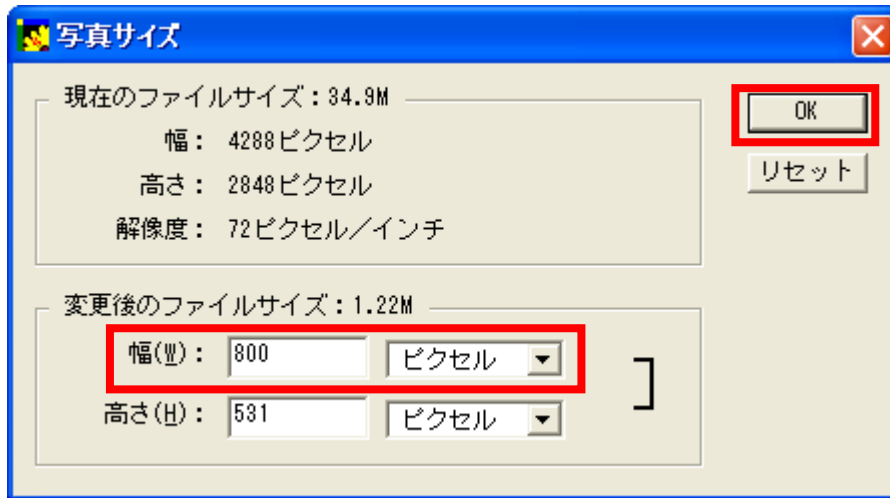 写真サイズ
現在のファイルサイズ：34.9M
幅： 4288ピクセル
高さ： 2848ピクセル
解像度： 72ピクセル／インチ
OK
リセット
変更後のファイルサイズ：1.22M
幅(W)： 800 ピクセル
高さ(H)： 531 ピクセル